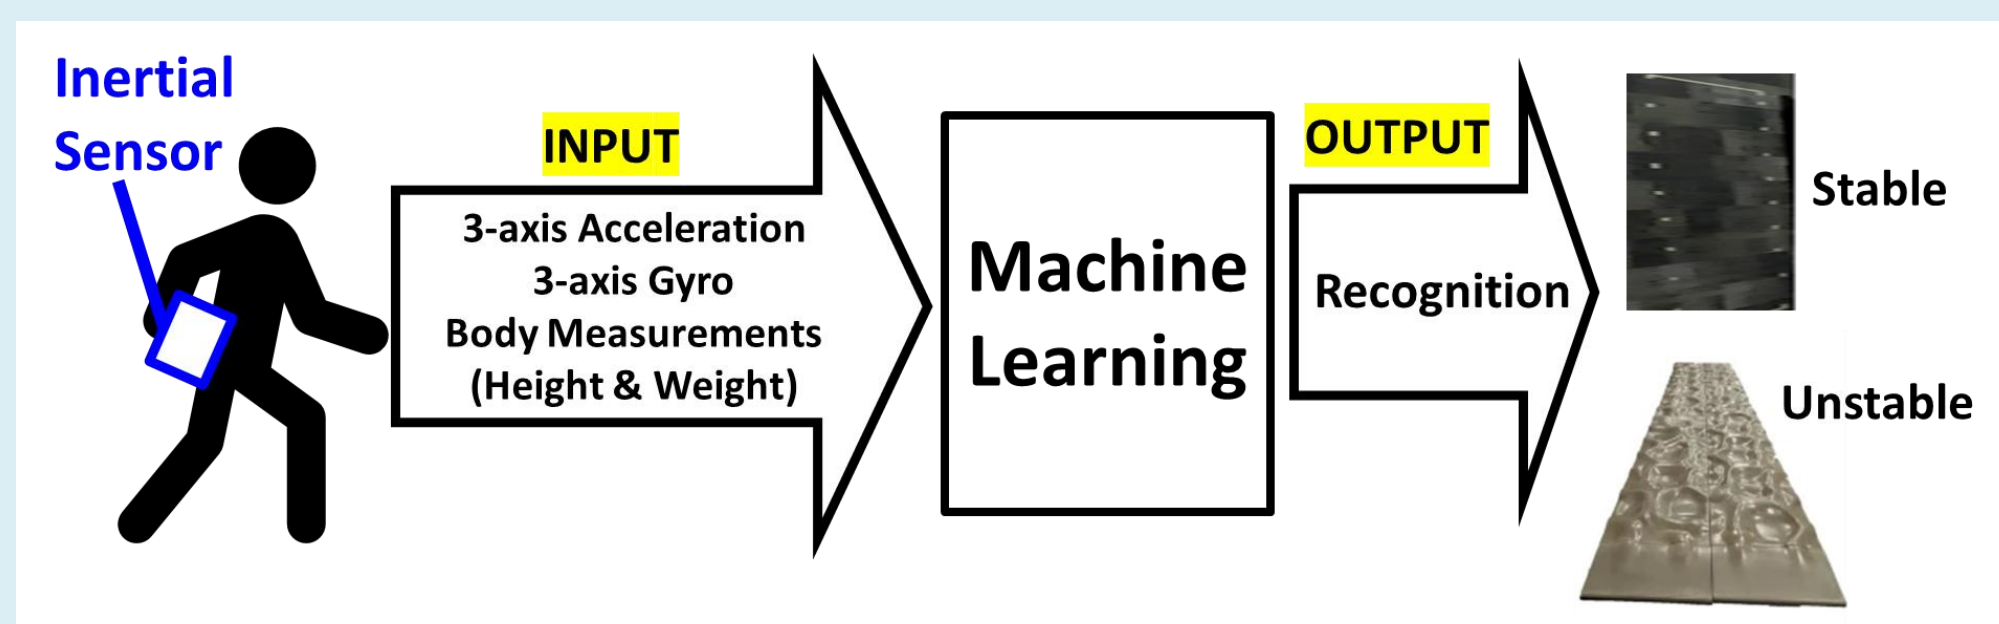 Inertial
Sensor
INPUT
3-axis Acceleration
3-axis Gyro
Body Measurements
(Height & Weight)
Machine
Learning
OUTPUT
Recognition
Stable
Unstable